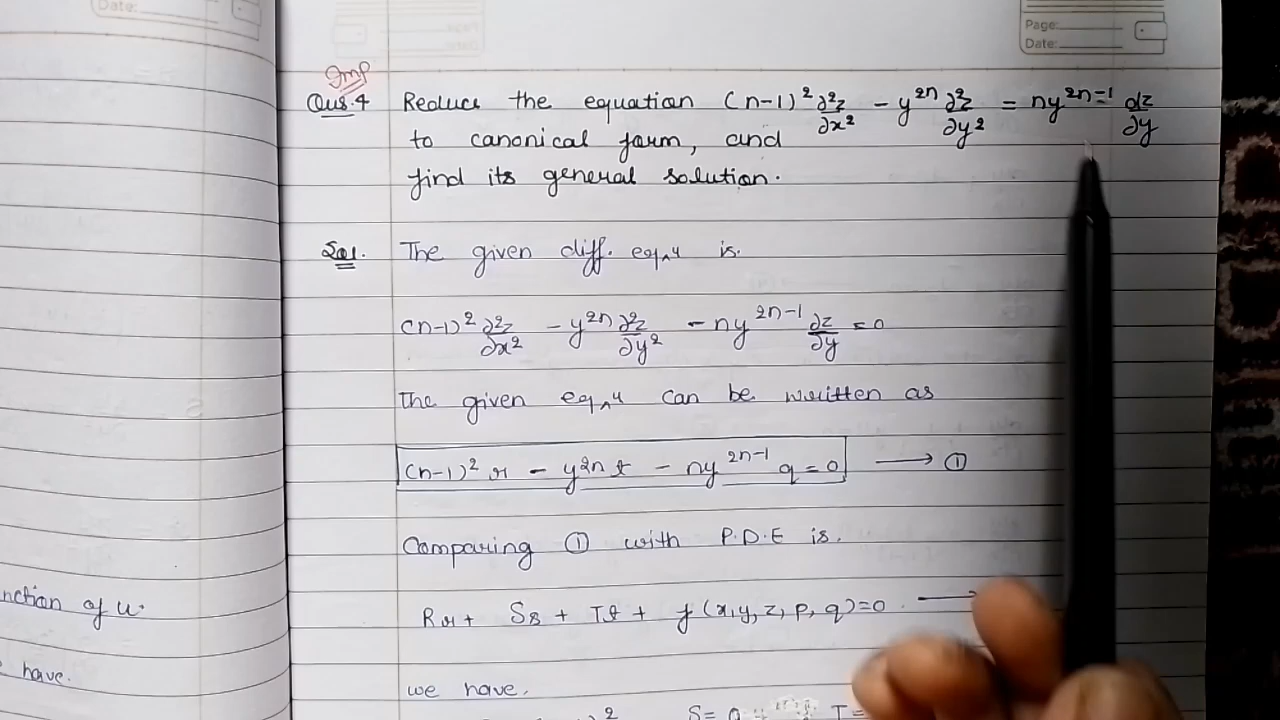 Date:
Page:
Date:
Imp
Ques.4 Reduce the equation (n-1)² ∂²z/∂x² - y²ⁿ ∂²z/∂y² = ny²ⁿ⁻¹ ∂z/∂y
to canonical form, and
find its general solution.
Sol. The given diff. eqⁿ is.
(n-1)² ∂²z/∂x² - y²ⁿ ∂²z/∂y² - ny²ⁿ⁻¹ ∂z/∂y = 0
The given eqⁿ can be written as
(n-1)² r - y²ⁿ t - ny²ⁿ⁻¹ q = 0 → ①
Comparing ① with P.D.E is.
Rr + Ss + Tt + f(x,y,z,p,q)=0. →
nction of u.
have.
we have,
S= 0 T=